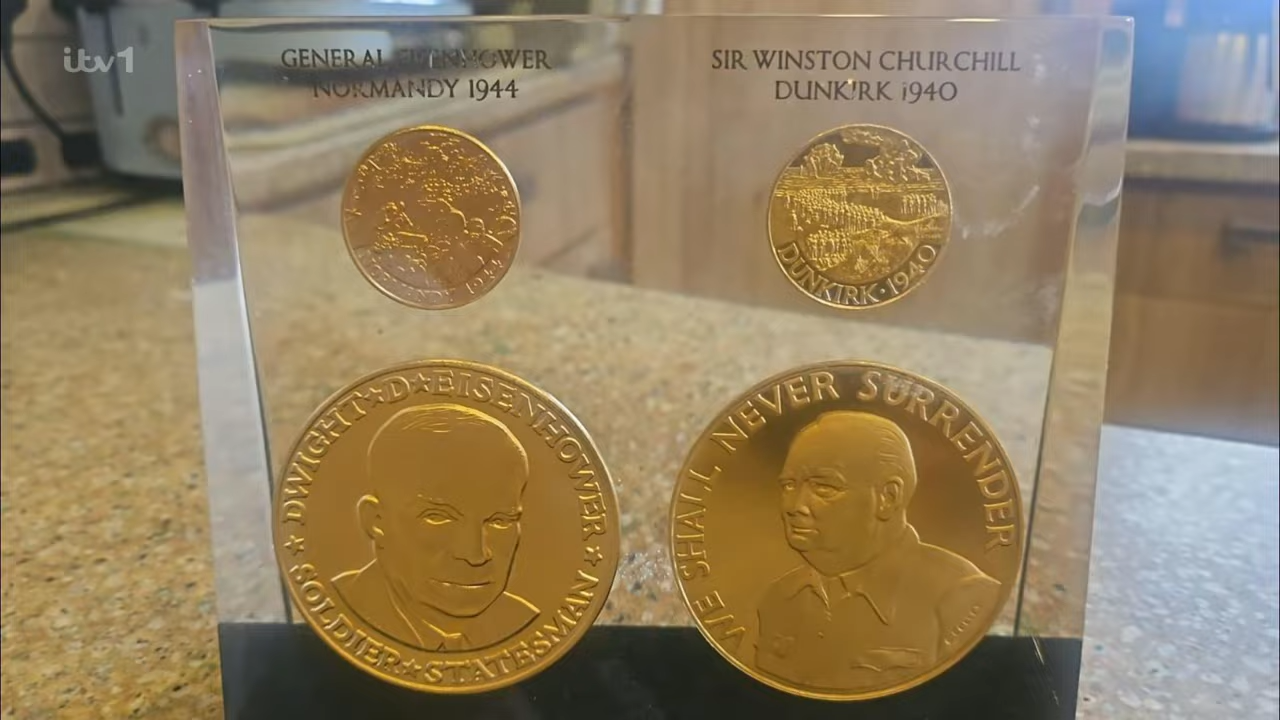 itv1
GENERAL EISENHOWER
NORMANDY 1944
SIR WINSTON CHURCHILL
DUNKIRK 1940
1944
DUNKIRK·1940
★ DWIGHT★D★EISENHOWER ★
SOLDIER★STATESMAN
WE SHALL NEVER SURRENDER